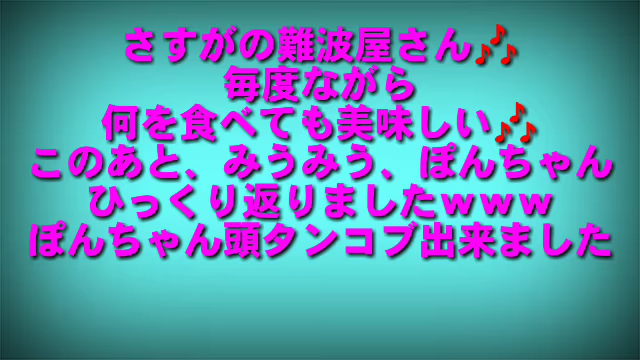 さすがの難波屋さん🎶
毎度ながら
何を食べても美味しい🎶
このあと、みうみう、ぽんちゃん
ひっくり返りましたｗｗｗ
ぽんちゃん頭タンコブ出来ました